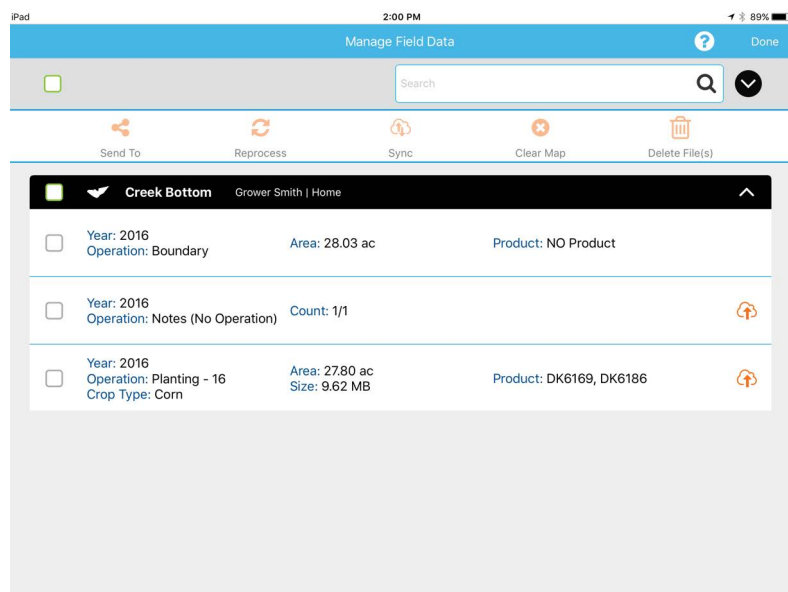 iPad 2:00 PM 89%
Manage Field Data ? Done
Search
Send To Reprocess Sync Clear Map Delete File(s)
Creek Bottom Grower Smith | Home
Year: 2016
Operation: Boundary
Area: 28.03 ac
Product: NO Product
Year: 2016
Operation: Notes (No Operation)
Count: 1/1
Year: 2016
Operation: Planting - 16
Crop Type: Corn
Area: 27.80 ac
Size: 9.62 MB
Product: DK6169, DK6186